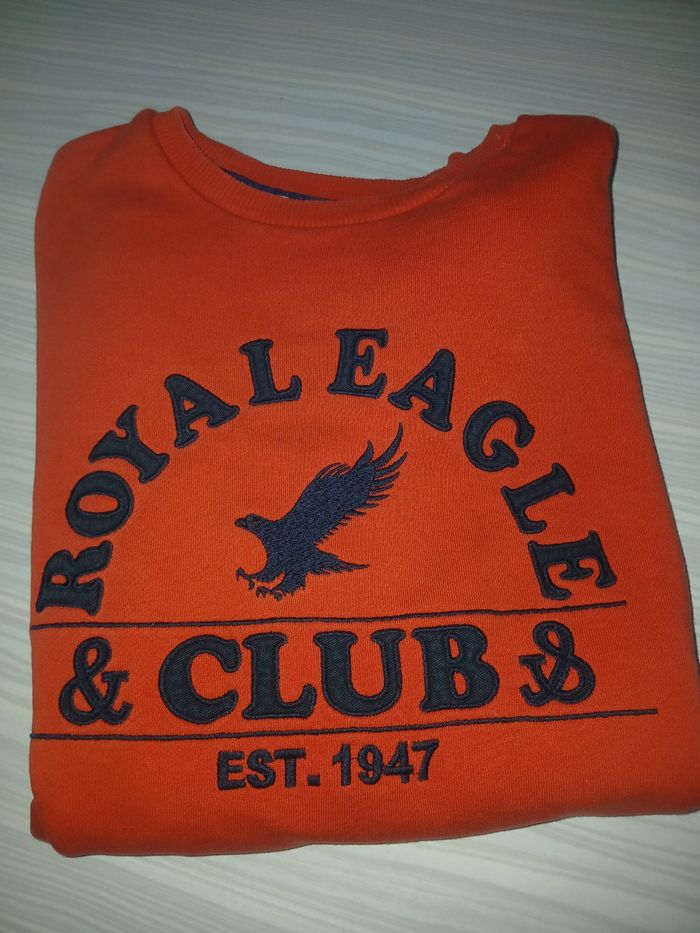 ROYAL EAGLE
& CLUB &
EST. 1947